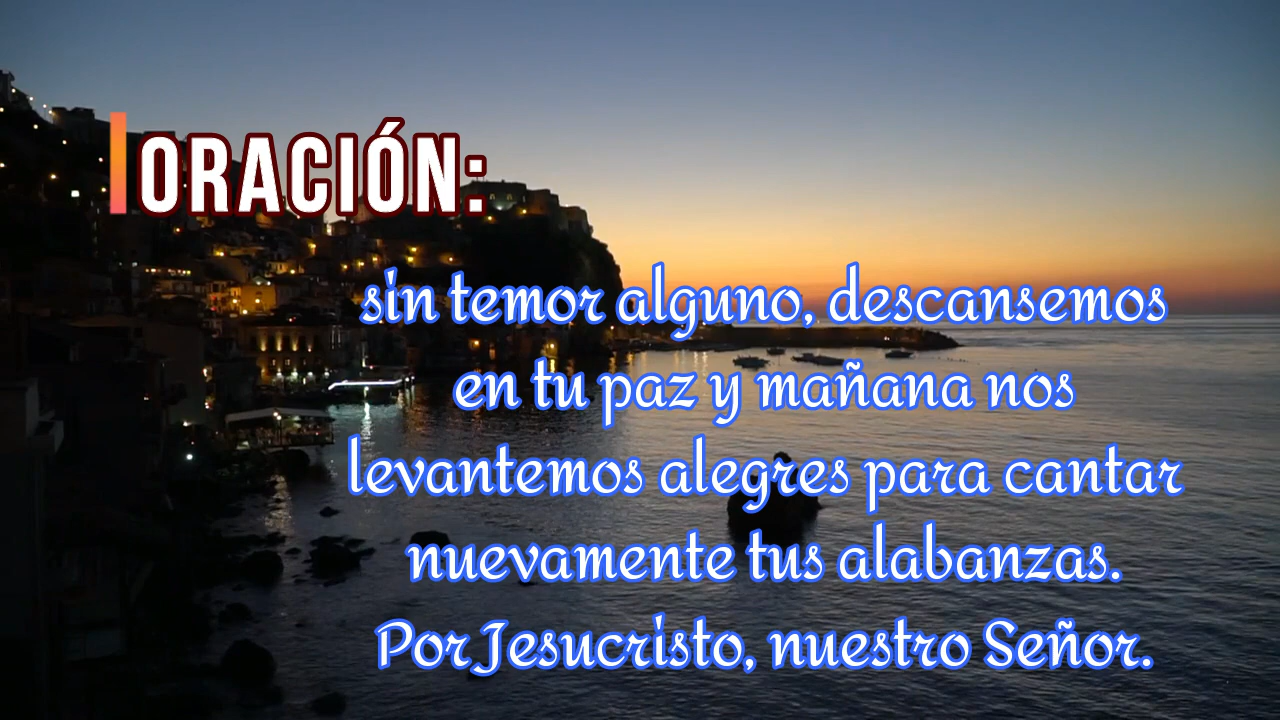 ORACIÓN:
sin temor alguno, descansemos
en tu paz y mañana nos
levantemos alegres para cantar
nuevamente tus alabanzas.
Por Jesucristo, nuestro Señor.